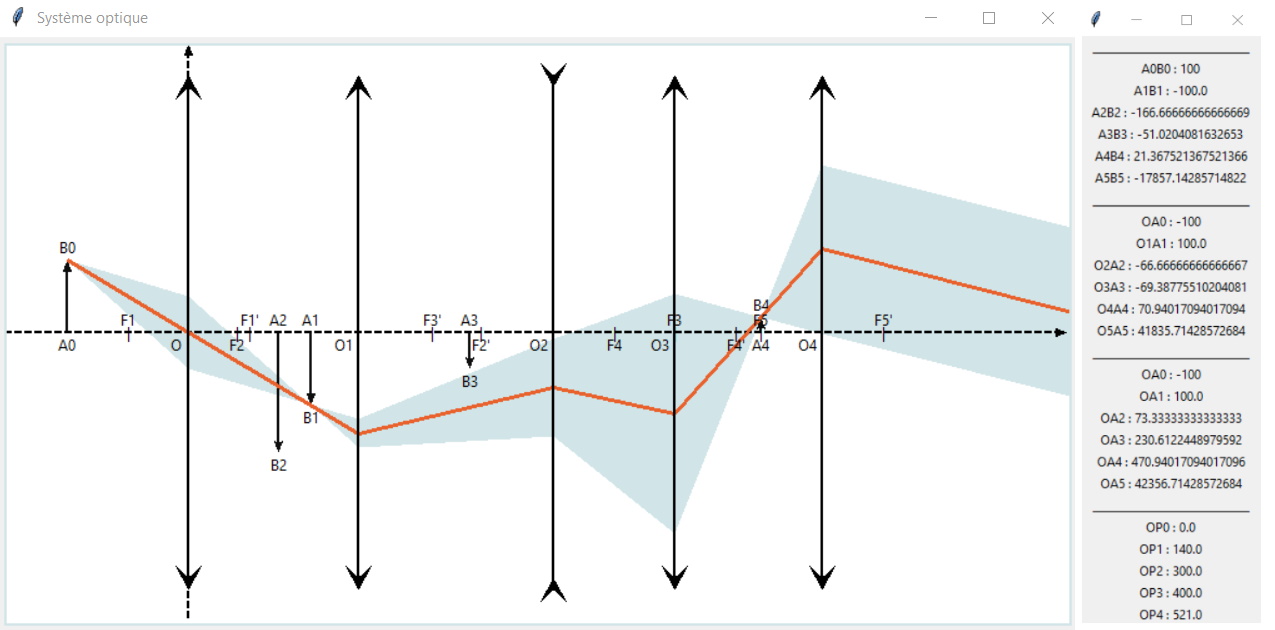 Système optique
B0
F1
F1'
A2
A1
F3'
A3
B4
F3
F5
F5'
A0
O
F2
O1
F2'
O2
F4
O3
F4'
A4
O4
B3
B1
B2
A0B0 : 100
A1B1 : -100.0
A2B2 : -166.66666666666669
A3B3 : -51.0204081632653
A4B4 : 21.367521367521366
A5B5 : -17857.14285714822
OA0 : -100
O1A1 : 100.0
O2A2 : -66.66666666666667
O3A3 : -69.38775510204081
O4A4 : 70.94017094017094
O5A5 : 41835.71428572684
OA0 : -100
OA1 : 100.0
OA2 : 73.33333333333333
OA3 : 230.6122448979592
OA4 : 470.94017094017096
OA5 : 42356.71428572684
OP0 : 0.0
OP1 : 140.0
OP2 : 300.0
OP3 : 400.0
OP4 : 521.0